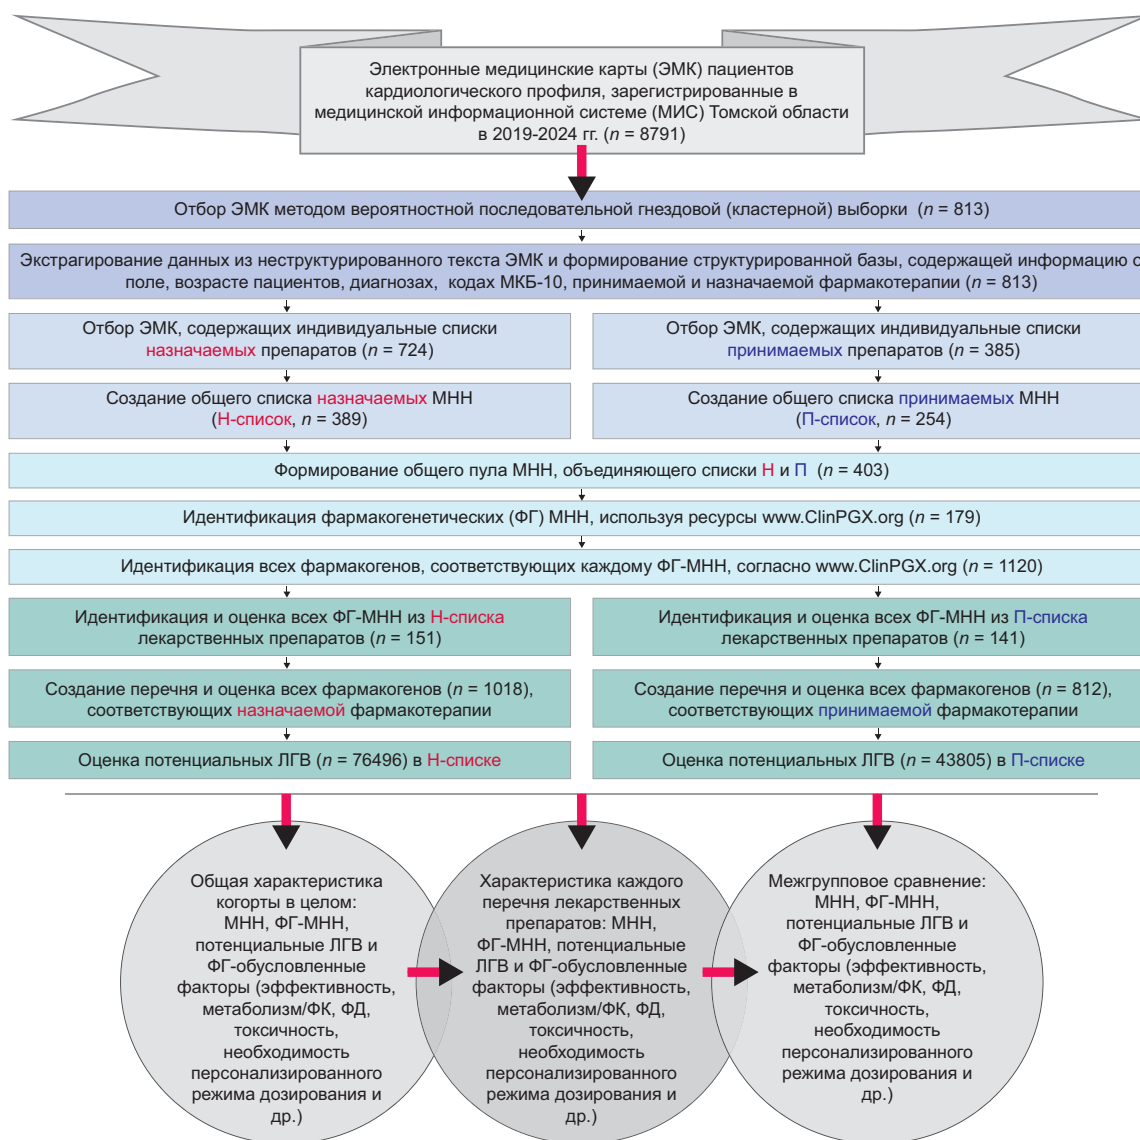 Электронные медицинские карты (ЭМК) пациентов
кардиологического профиля, зарегистрированные в
медицинской информационной системе (МИС) Томской области
в 2019-2024 гг. (n = 8791)
Отбор ЭМК методом вероятностной последовательной гнездовой (кластерной) выборки (n = 813)
Экстрагирование данных из неструктурированного текста ЭМК и формирование структурированной базы, содержащей информацию о
поле, возрасте пациентов, диагнозах, кодах МКБ-10, принимаемой и назначаемой фармакотерапии (n = 813)
Отбор ЭМК, содержащих индивидуальные списки
назначаемых препаратов (n = 724)
Отбор ЭМК, содержащих индивидуальные списки
принимаемых препаратов (n = 385)
Создание общего списка назначаемых МНН
(Н-список, n = 389)
Создание общего списка принимаемых МНН
(П-список, n = 254)
Формирование общего пула МНН, объединяющего списки Н и П (n = 403)
Идентификация фармакогенетических (ФГ) МНН, используя ресурсы www.ClinPGX.org (n = 179)
Идентификация всех фармакогенов, соответствующих каждому ФГ-МНН, согласно www.ClinPGX.org (n = 1120)
Идентификация и оценка всех ФГ-МНН из Н-списка
лекарственных препаратов (n = 151)
Идентификация и оценка всех ФГ-МНН из П-списка
лекарственных препаратов (n = 141)
Создание перечня и оценка всех фармакогенов (n = 1018),
соответствующих назначаемой фармакотерапии
Создание перечня и оценка всех фармакогенов (n = 812),
соответствующих принимаемой фармакотерапии
Оценка потенциальных ЛГВ (n = 76496) в Н-списке
Оценка потенциальных ЛГВ (n = 43805) в П-списке
Общая характеристика
когорты в целом:
МНН, ФГ-МНН,
потенциальные ЛГВ и
ФГ-обусловленные
факторы (эффективность,
метаболизм/ФК, ФД,
токсичность,
необходимость
персонализированного
режима дозирования и
др.)
Характеристика каждого
перечня лекарственных
препаратов: МНН,
ФГ-МНН, потенциальные
ЛГВ и ФГ-обусловленные
факторы (эффективность,
метаболизм/ФК, ФД,
токсичность,
необходимость
персонализированного
режима дозирования и
др.)
Межгрупповое сравнение:
МНН, ФГ-МНН,
потенциальные ЛГВ и
ФГ-обусловленные
факторы (эффективность,
метаболизм/ФК, ФД,
токсичность,
необходимость
персонализированного
режима дозирования и
др.)